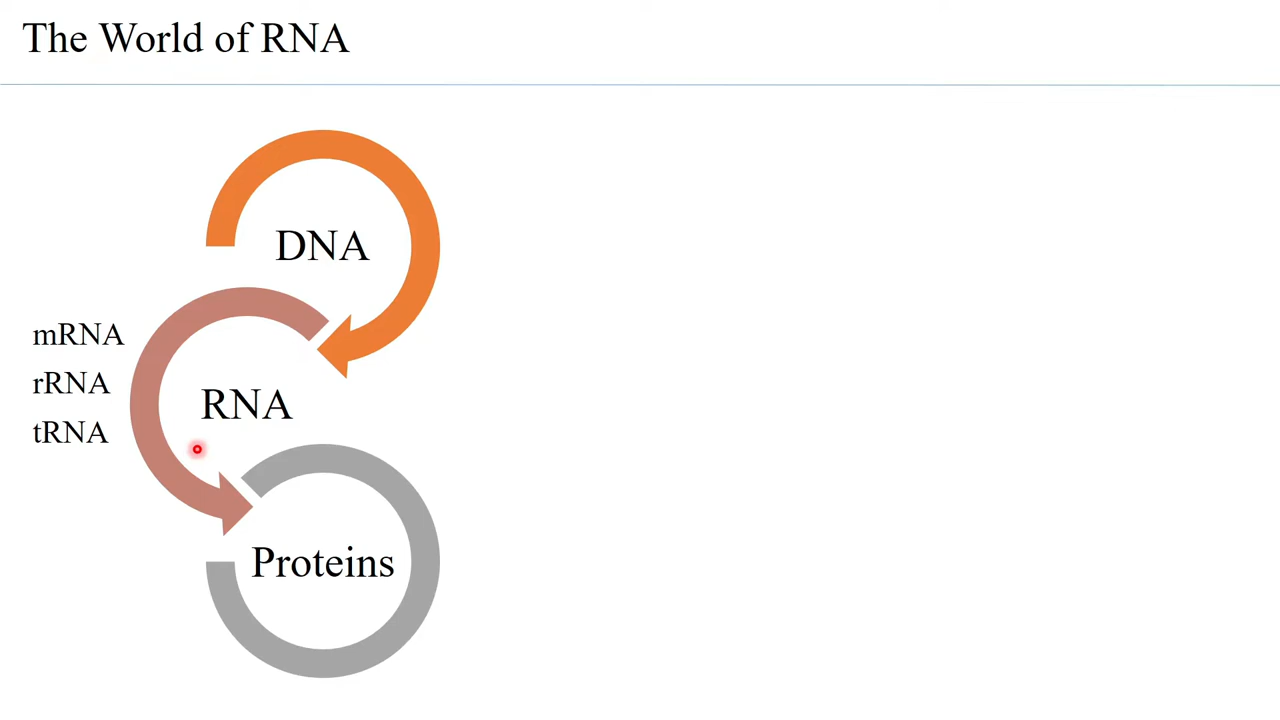 The World of RNA
DNA
mRNA
rRNA
RNA
tRNA
Proteins